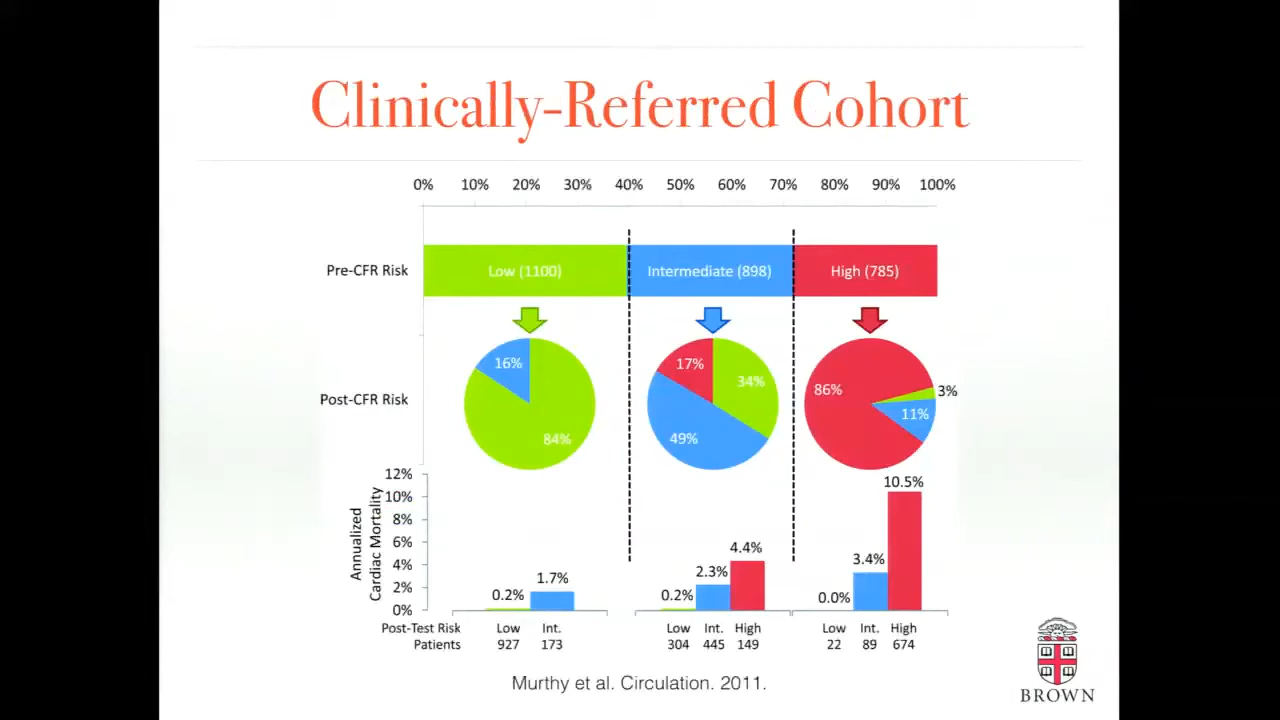 Clinically-Referred Cohort
0% 10% 20% 30% 40% 50% 60% 70% 80% 90% 100%
Pre-CFR Risk Low (1100) Intermediate (898) High (785)
Post-CFR Risk
16% 84%
17% 34% 49%
86% 3% 11%
Annualized
Cardiac Mortality
12%
10%
8%
6%
4%
2%
0%
0.2% 1.7%
0.2% 2.3% 4.4%
0.0% 3.4% 10.5%
Post-Test Risk Low Int. Low Int. High Low Int. High
Patients 927 173 304 445 149 22 89 674
Murthy et al. Circulation. 2011.
BROWN